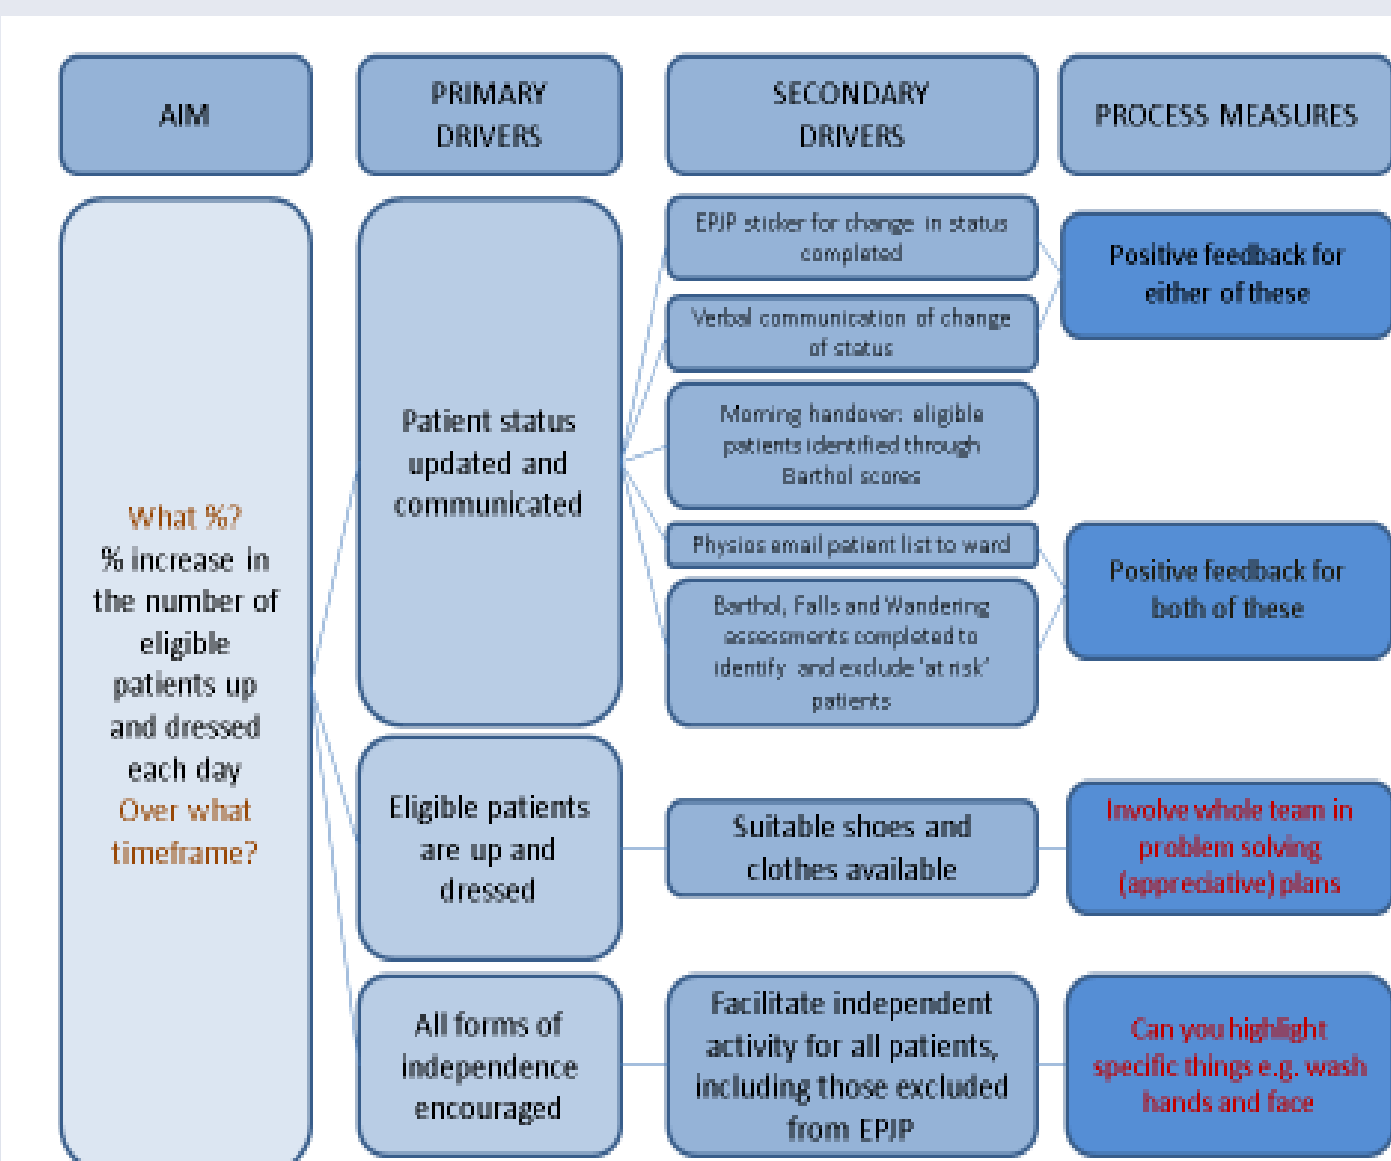 AIM
PRIMARY
DRIVERS
SECONDARY
DRIVERS
PROCESS MEASURES
What %?
% increase in
the number of
eligible
patients up
and dressed
each day
Over what
timeframe?
Patient status
updated and
communicated
EPJP sticker for change in status
completed
Verbal communication of change
of status
Morning handover: eligible
patients identified through
Barthol scores
Physios email patient list to ward
Barthol, Falls and Wandering
assessments completed to
identify and exclude 'at risk'
patients
Positive feedback for
either of these
Positive feedback for
both of these
Eligible patients
are up and
dressed
Suitable shoes and
clothes available
Involve whole team in
problem solving
(appreciative) plans
All forms of
independence
encouraged
Facilitate independent
activity for all patients,
including those excluded
from EPJP
Can you highlight
specific things e.g. wash
hands and face